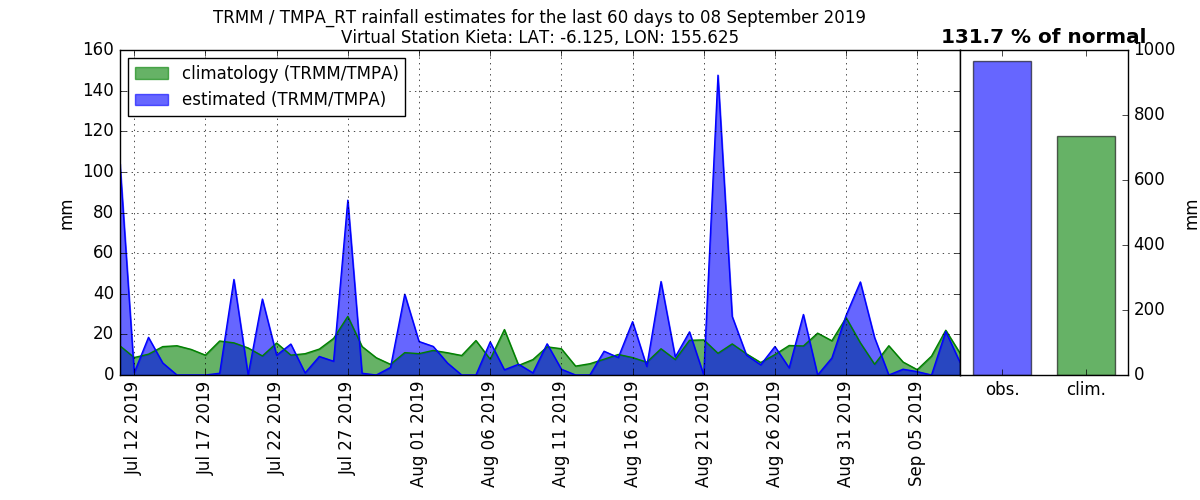 TRMM / TMPA_RT rainfall estimates for the last 60 days to 08 September 2019
Virtual Station Kieta: LAT: -6.125, LON: 155.625
131.7 % of normal
climatology (TRMM/TMPA)
estimated (TRMM/TMPA)
160
140
120
100
80
60
40
20
0
mm
Jul 12 2019
Jul 17 2019
Jul 22 2019
Jul 27 2019
Aug 01 2019
Aug 06 2019
Aug 11 2019
Aug 16 2019
Aug 21 2019
Aug 26 2019
Aug 31 2019
Sep 05 2019
1000
800
600
400
200
0
mm
obs.
clim.